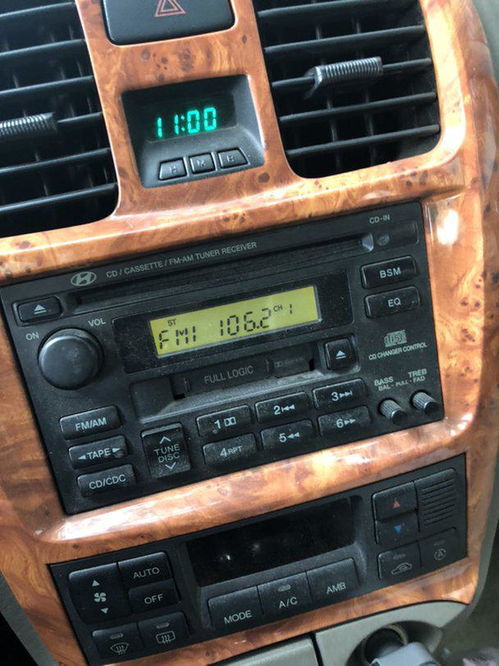 11:00
H M B
CD-IN
CD / CASSETTE / FM-AM TUNER RECEIVER
BSM
ON VOL
ST
FM1 106.2 CH 1
EQ
FULL LOGIC
CD CHANGER CONTROL
FM/AM
1 2 3
BASS TREB
BAL - PULL - FAD
TAPE
TUNE
DISC
4 RPT 5 6
CD/CDC
AUTO
OFF
MODE A/C AMB
A